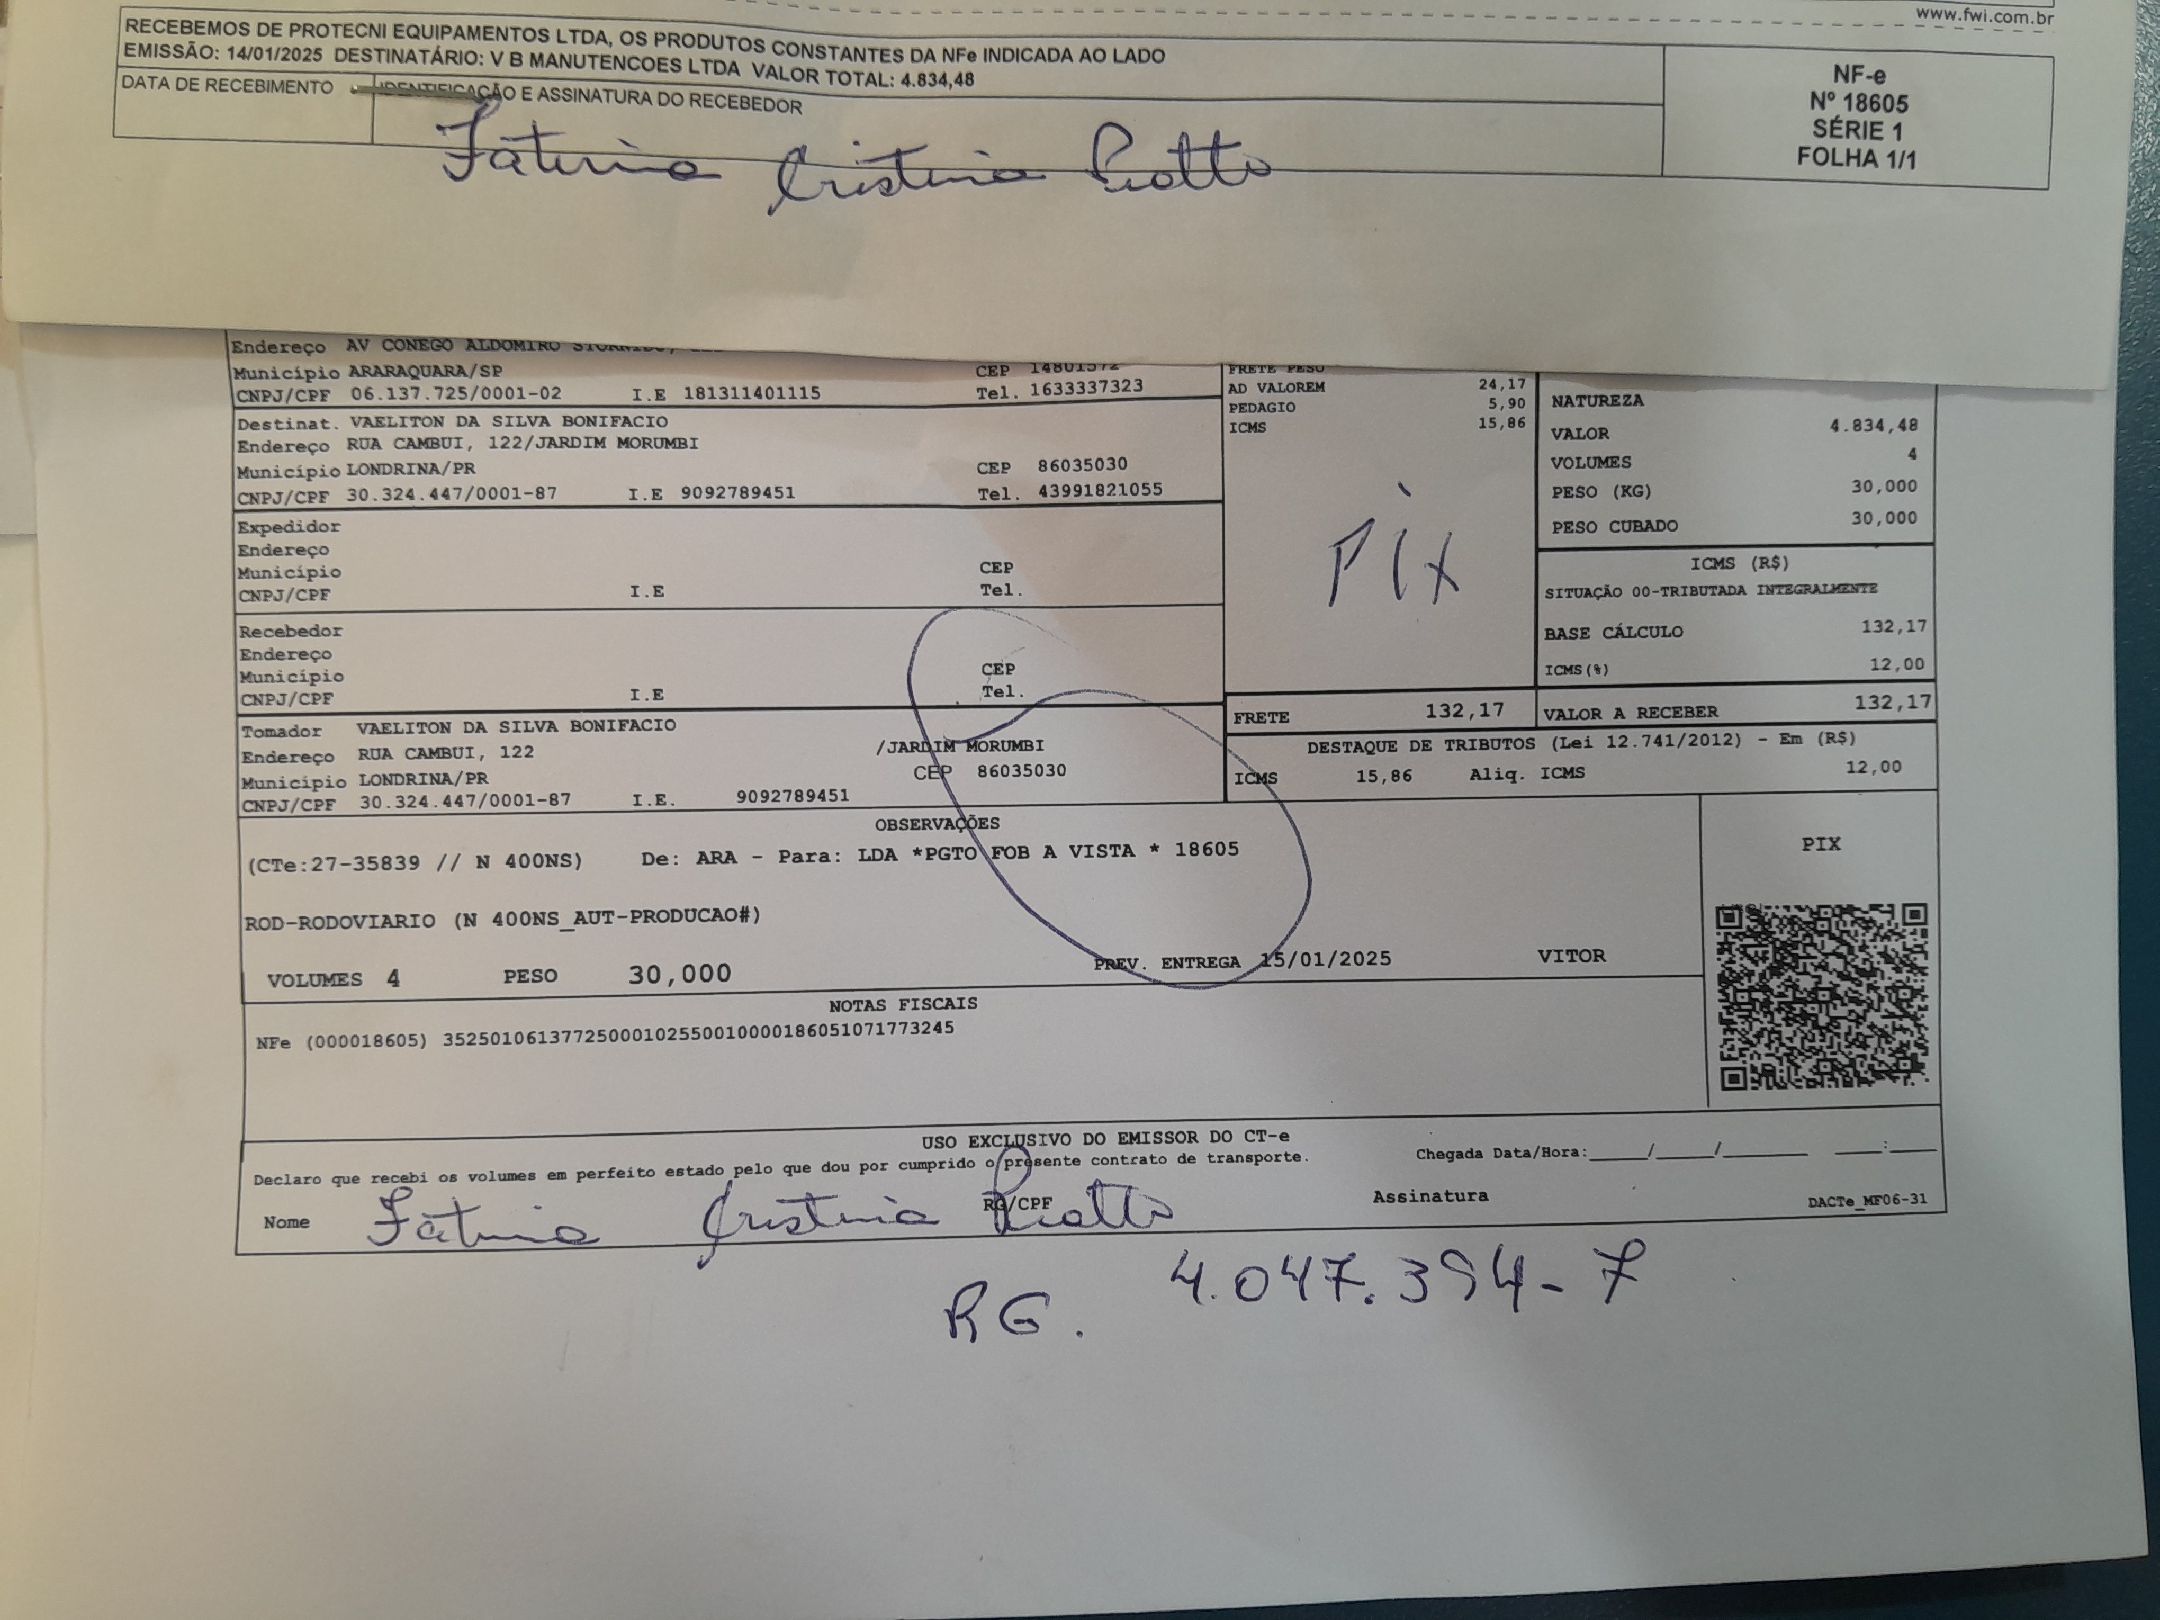 www.fwi.com.br
RECEBEMOS DE PROTECNI EQUIPAMENTOS LTDA, OS PRODUTOS CONSTANTES DA NFe INDICADA AO LADO
EMISSÃO: 14/01/2025 DESTINATÁRIO: V B MANUTENCOES LTDA VALOR TOTAL: 4.834,48
DATA DE RECEBIMENTO
IDENTIFICAÇÃO E ASSINATURA DO RECEBEDOR
Fatima Cristina
NF-e
Nº 18605
SÉRIE 1
FOLHA 1/1
Endereço AV CONEGO ALDOMIRO
Município ARARAQUARA/SP CEP 14801572
CNPJ/CPF 06.137.725/0001-02 I.E 181311401115 Tel. 1633337323
Destinat. VAELITON DA SILVA BONIFACIO
Endereço RUA CAMBUI, 122/JARDIM MORUMBI
Município LONDRINA/PR CEP 86035030
CNPJ/CPF 30.324.447/0001-87 I.E 9092789451 Tel. 43991821055
Expedidor
Endereço
Município CEP
CNPJ/CPF I.E Tel.
Recebedor
Endereço
Município CEP
CNPJ/CPF I.E Tel.
Tomador VAELITON DA SILVA BONIFACIO
Endereço RUA CAMBUI, 122 /JARDIM MORUMBI
Município LONDRINA/PR CEP 86035030
CNPJ/CPF 30.324.447/0001-87 I.E. 9092789451
FRETE PESO
AD VALOREM 24,17
PEDAGIO 5,90
ICMS 15,86
Pix
FRETE 132,17
NATUREZA
VALOR 4.834,48
VOLUMES 4
PESO (KG) 30,000
PESO CUBADO 30,000
ICMS (R$)
SITUAÇÃO 00-TRIBUTADA INTEGRALMENTE
BASE CÁLCULO 132,17
ICMS(%) 12,00
VALOR A RECEBER 132,17
DESTAQUE DE TRIBUTOS (Lei 12.741/2012) - Em (R$)
ICMS 15,86 Aliq. ICMS 12,00
OBSERVAÇÕES
(CTe:27-35839 // N 400NS) De: ARA - Para: LDA *PGTO FOB A VISTA * 18605
ROD-RODOVIARIO (N 400NS_AUT-PRODUCAO#)
VOLUMES 4 PESO 30,000 PREV. ENTREGA 15/01/2025 VITOR
PIX
NOTAS FISCAIS
NFe (000018605) 35250106137725000102550010000186051071773245
USO EXCLUSIVO DO EMISSOR DO CT-e
Declaro que recebi os volumes em perfeito estado pelo que dou por cumprido o presente contrato de transporte. Chegada Data/Hora:_____/_____/_______ ____:____
Nome Fátima Cristina RG/CPF Assinatura DACTe_MF06-31
RG. 4.047.394-7